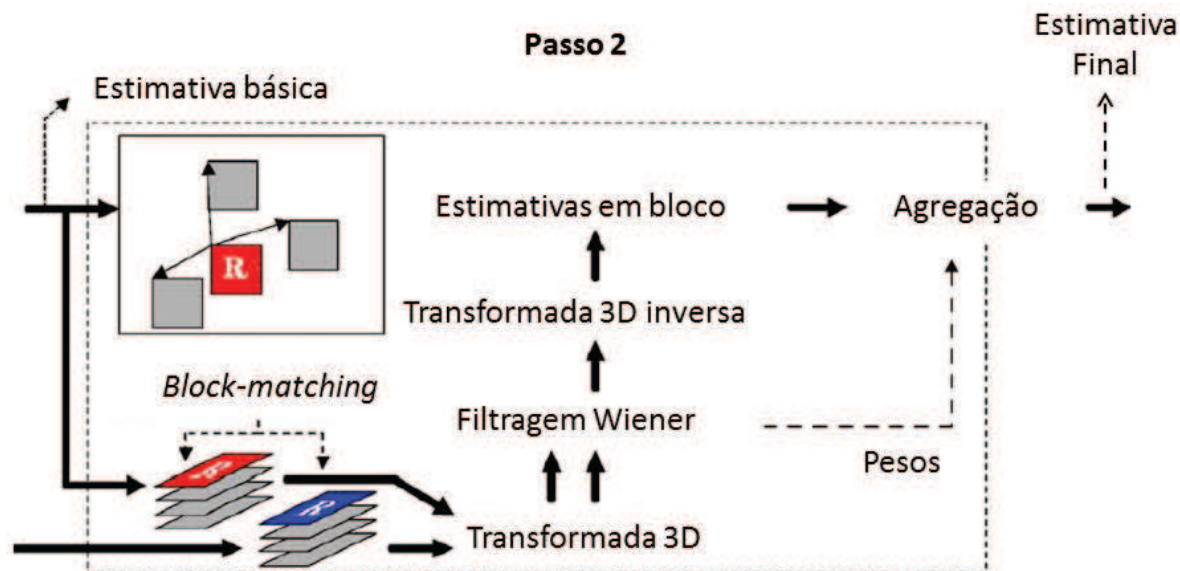 Passo 2
Estimativa
Final
Estimativa básica
R
Estimativas em bloco
Agregação
Transformada 3D inversa
Block-matching
Filtragem Wiener
Pesos
R
R
Transformada 3D